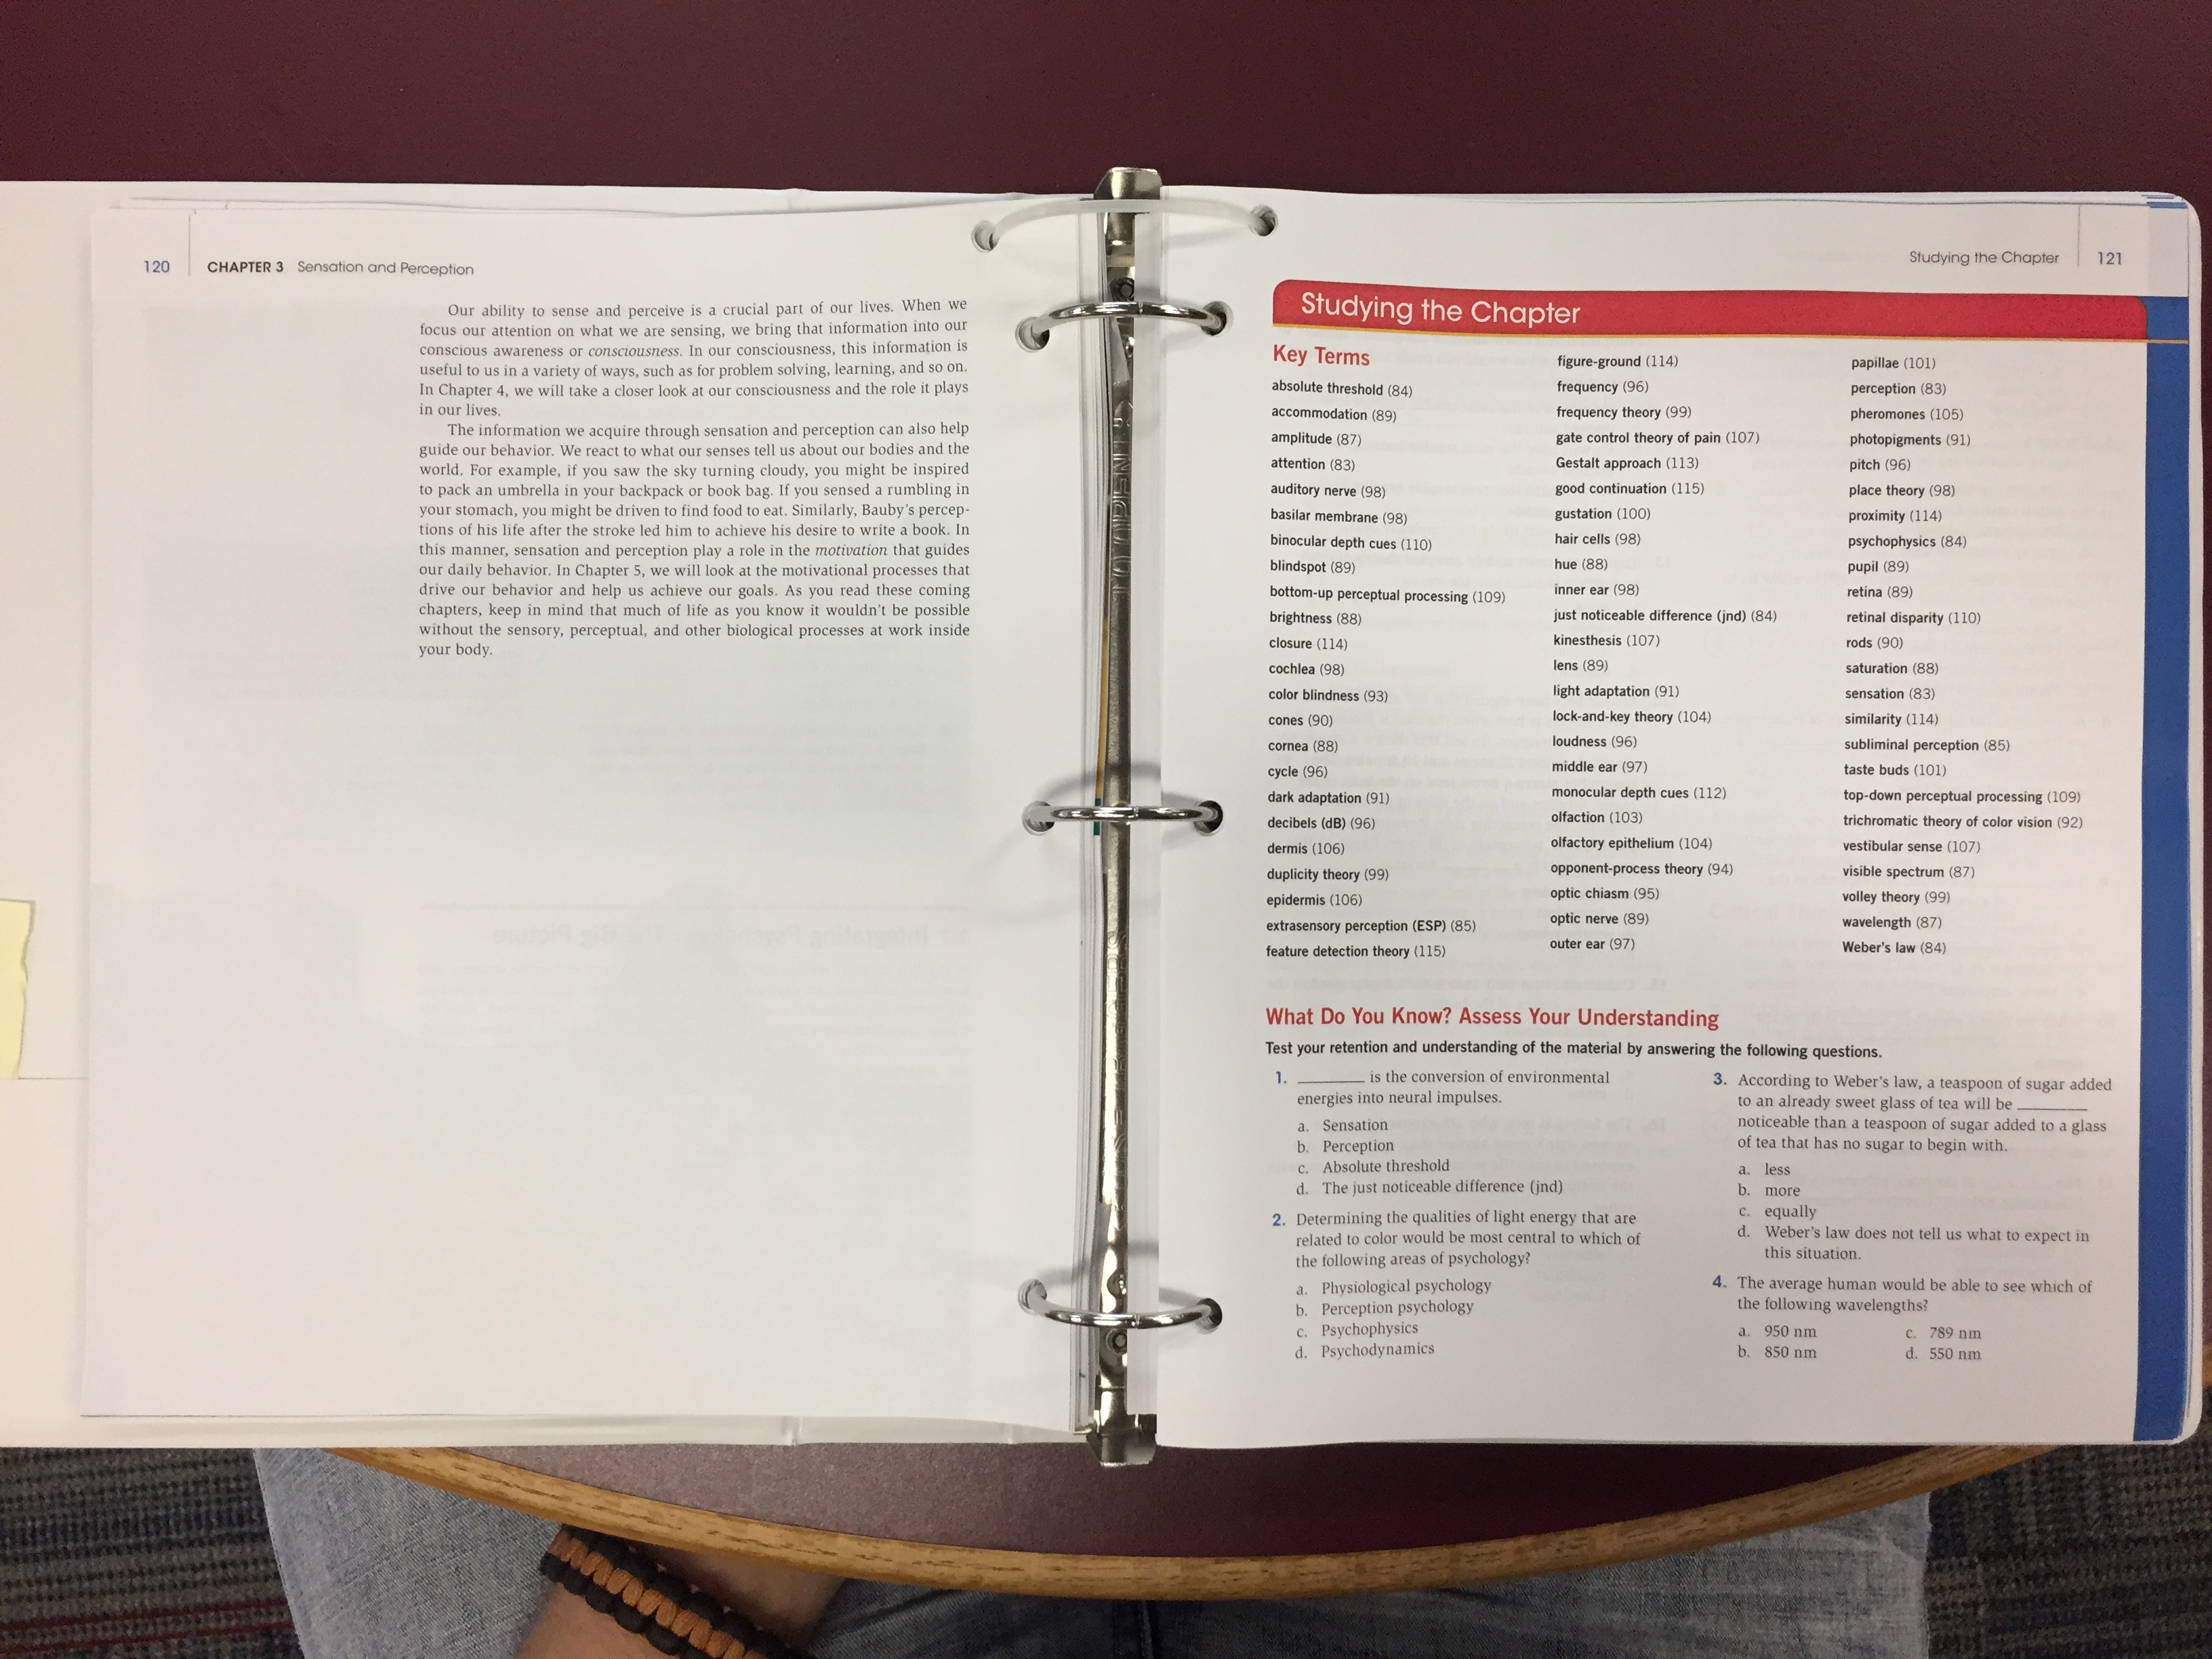 120 CHAPTER 3 Sensation and Perception
Our ability to sense and perceive is a crucial part of our lives. When we
focus our attention on what we are sensing, we bring that information into our
conscious awareness or consciousness. In our consciousness, this information is
useful to us in a variety of ways, such as for problem solving, learning, and so on.
In Chapter 4, we will take a closer look at our consciousness and the role it plays
in our lives.
The information we acquire through sensation and perception can also help
guide our behavior. We react to what our senses tell us about our bodies and the
world. For example, if you saw the sky turning cloudy, you might be inspired
to pack an umbrella in your backpack or book bag. If you sensed a rumbling in
your stomach, you might be driven to find food to eat. Similarly, Bauby's percep-
tions of his life after the stroke led him to achieve his desire to write a book. In
this manner, sensation and perception play a role in the motivation that guides
our daily behavior. In Chapter 5, we will look at the motivational processes that
drive our behavior and help us achieve our goals. As you read these coming
chapters, keep in mind that much of life as you know it wouldn't be possible
without the sensory, perceptual, and other biological processes at work inside
your body.
Studying the Chapter 121
Studying the Chapter
Key Terms
absolute threshold (84)
accommodation (89)
amplitude (87)
attention (83)
auditory nerve (98)
basilar membrane (98)
binocular depth cues (110)
blindspot (89)
bottom-up perceptual processing (109)
brightness (88)
closure (114)
cochlea (98)
color blindness (93)
cones (90)
cornea (88)
cycle (96)
dark adaptation (91)
decibels (dB) (96)
dermis (106)
duplicity theory (99)
epidermis (106)
extrasensory perception (ESP) (85)
feature detection theory (115)
figure-ground (114)
frequency (96)
frequency theory (99)
gate control theory of pain (107)
Gestalt approach (113)
good continuation (115)
gustation (100)
hair cells (98)
hue (88)
inner ear (98)
just noticeable difference (jnd) (84)
kinesthesis (107)
lens (89)
light adaptation (91)
lock-and-key theory (104)
loudness (96)
middle ear (97)
monocular depth cues (112)
olfaction (103)
olfactory epithelium (104)
opponent-process theory (94)
optic chiasm (95)
optic nerve (89)
outer ear (97)
papillae (101)
perception (83)
pheromones (105)
photopigments (91)
pitch (96)
place theory (98)
proximity (114)
psychophysics (84)
pupil (89)
retina (89)
retinal disparity (110)
rods (90)
saturation (88)
sensation (83)
similarity (114)
subliminal perception (85)
taste buds (101)
top-down perceptual processing (109)
trichromatic theory of color vision (92)
vestibular sense (107)
visible spectrum (87)
volley theory (99)
wavelength (87)
Weber's law (84)
What Do You Know? Assess Your Understanding
Test your retention and understanding of the material by answering the following questions.
1. ________ is the conversion of environmental
energies into neural impulses.
a. Sensation
b. Perception
c. Absolute threshold
d. The just noticeable difference (jnd)
2. Determining the qualities of light energy that are
related to color would be most central to which of
the following areas of psychology?
a. Physiological psychology
b. Perception psychology
c. Psychophysics
d. Psychodynamics
3. According to Weber's law, a teaspoon of sugar added
to an already sweet glass of tea will be ________
noticeable than a teaspoon of sugar added to a glass
of tea that has no sugar to begin with.
a. less
b. more
c. equally
d. Weber's law does not tell us what to expect in
this situation.
4. The average human would be able to see which of
the following wavelengths?
a. 950 nm c. 789 nm
b. 850 nm d. 550 nm